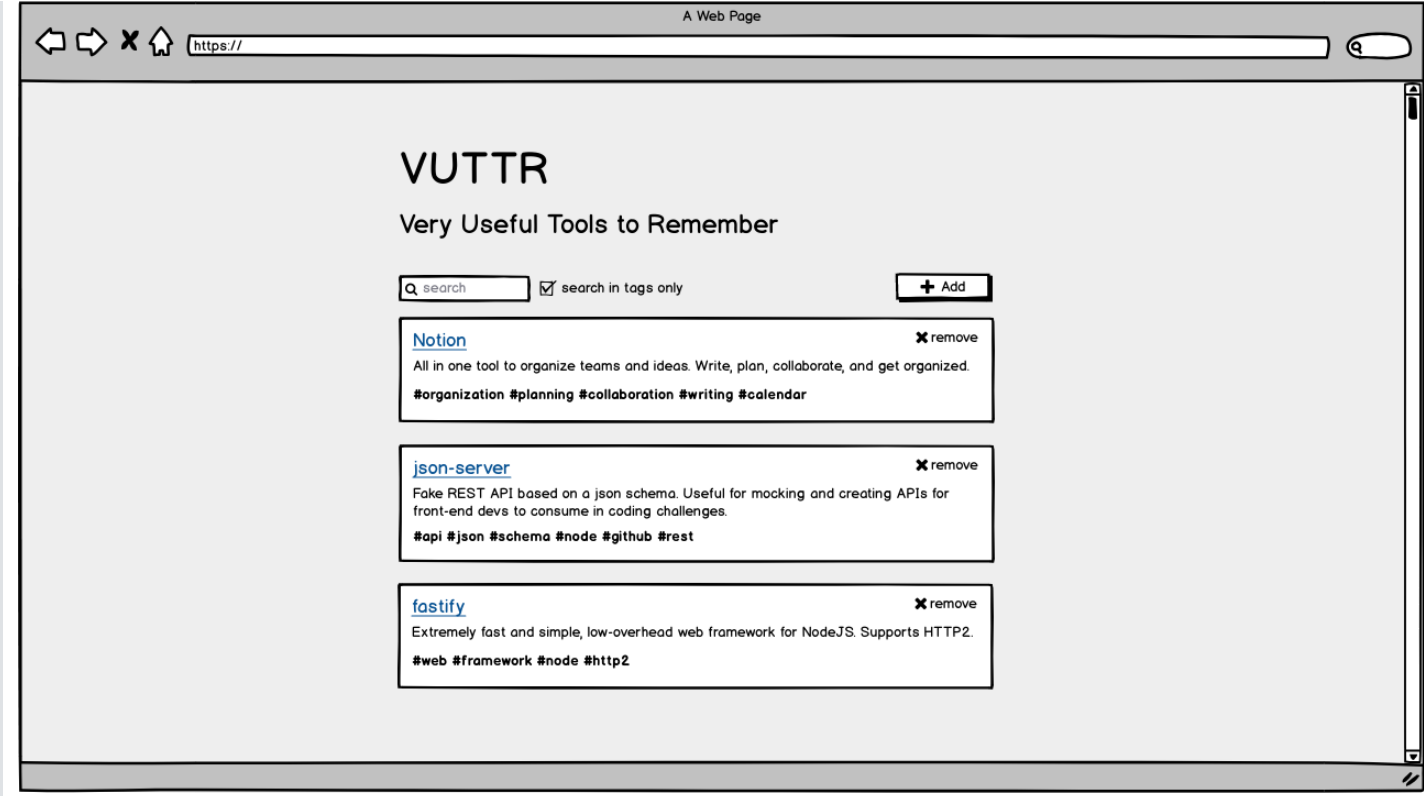 A Web Page
https://
VUTTR
Very Useful Tools to Remember
search
search in tags only
Add
Notion
remove
All in one tool to organize teams and ideas. Write, plan, collaborate, and get organized.
#organization #planning #collaboration #writing #calendar
json-server
remove
Fake REST API based on a json schema. Useful for mocking and creating APIs for
front-end devs to consume in coding challenges.
#api #json #schema #node #github #rest
fastify
remove
Extremely fast and simple, low-overhead web framework for NodeJS. Supports HTTP2.
#web #framework #node #http2